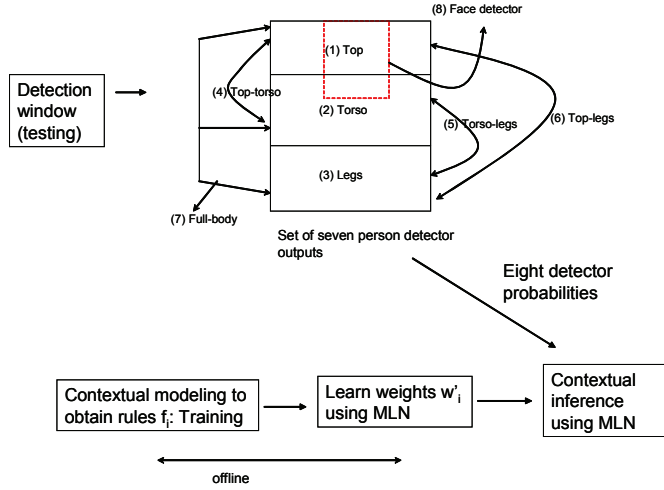 (8) Face detector
(1) Top
Detection
window
(testing)
(4) Top-torso
(2) Torso
(5) Torso-legs
(6) Top-legs
(3) Legs
(7) Full-body
Set of seven person detector
outputs
Eight detector
probabilities
Contextual modeling to
obtain rules fᵢ: Training
Learn weights w'ᵢ
using MLN
Contextual
inference
using MLN
offline